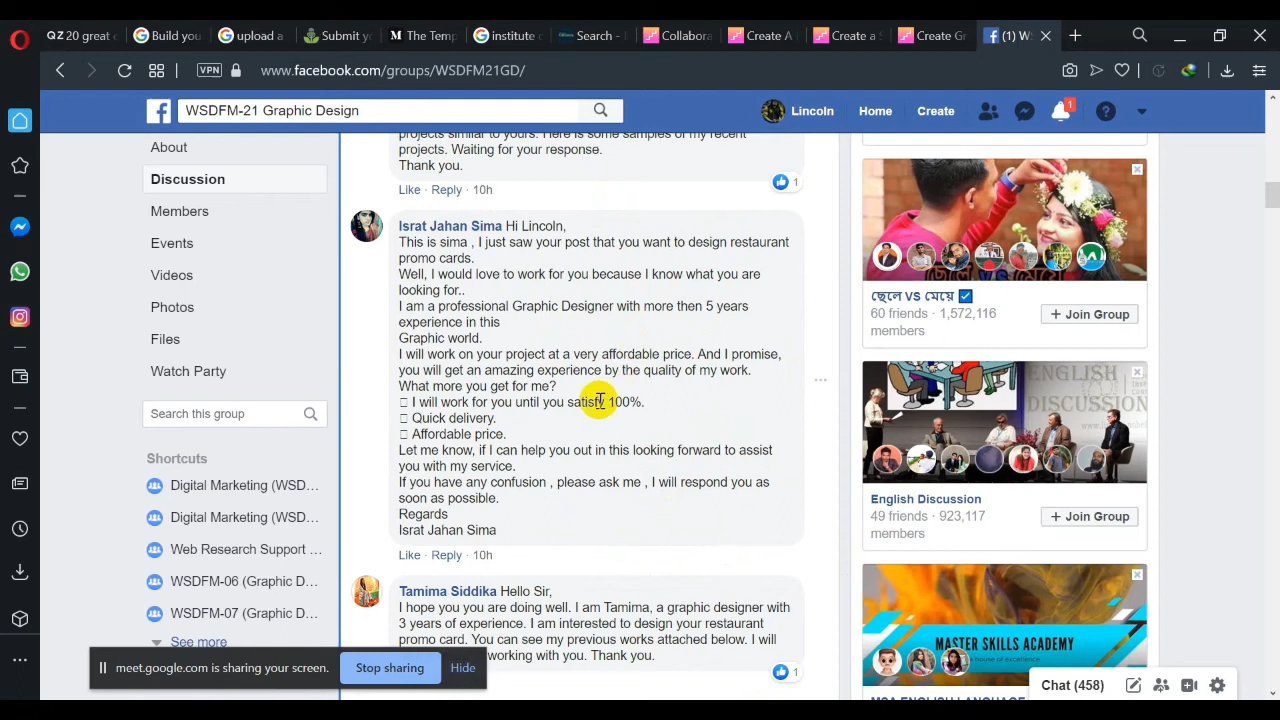 QZ 20 great c
Build you
upload a
Submit y
The Temp
institute o
Search -
Collabora
Create A
Create a s
Create Gr
(1) WS
VPN
www.facebook.com/groups/WSDFM21GD/
WSDFM-21 Graphic Design
Lincoln
Home
Create
1
About
Discussion
Members
Events
Videos
Photos
Files
Watch Party
Search this group
Shortcuts
Digital Marketing (WSD...
Digital Marketing (WSD...
Web Research Support ...
WSDFM-06 (Graphic D...
WSDFM-07 (Graphic D...
See more
projects similar to yours. Here is some samples of my recent
projects. Waiting for your response.
Thank you.
1
Like · Reply · 10h
Israt Jahan Sima Hi Lincoln,
This is sima , I just saw your post that you want to design restaurant
promo cards.
Well, I would love to work for you because I know what you are
looking for..
I am a professional Graphic Designer with more then 5 years
experience in this
Graphic world.
I will work on your project at a very affordable price. And I promise,
you will get an amazing experience by the quality of my work.
What more you get for me?
I will work for you until you satisfy 100%.
Quick delivery.
Affordable price.
Let me know, if I can help you out in this looking forward to assist
you with my service.
If you have any confusion , please ask me , I will respond you as
soon as possible.
Regards
Israt Jahan Sima
Like · Reply · 10h
Tamima Siddika Hello Sir,
I hope you you are doing well. I am Tamima, a graphic designer with
3 years of experience. I am interested to design your restaurant
promo card. You can see my previous works attached below. I will
working with you. Thank you.
1
ছেলে VS মেয়ে
ছেলে VS মেয়ে
60 friends · 1,572,116
members
+ Join Group
ENGLISH
DISCUSSION
English Discussion
49 friends · 923,117
members
+ Join Group
MASTER SKILLS ACADEMY
house of excellence
MSA ENGLISH LANGUAGE
meet.google.com is sharing your screen.
Stop sharing
Hide
Chat (458)